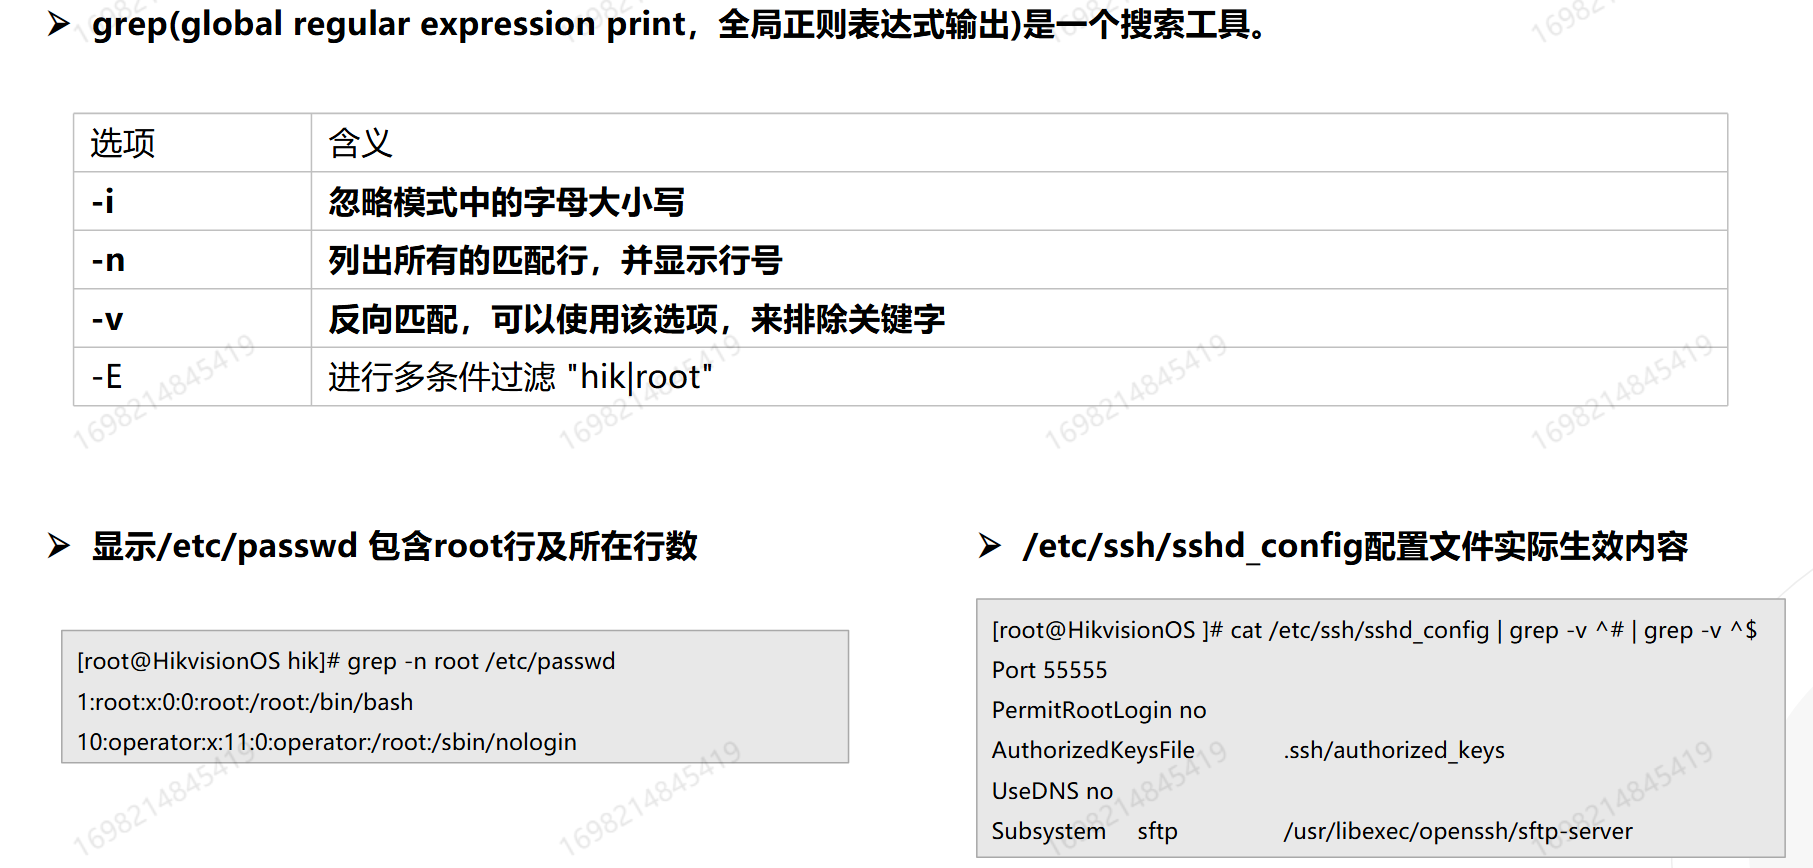 ➢ grep(global regular expression print，全局正则表达式输出)是一个搜索工具。
选项 含义
-i 忽略模式中的字母大小写
-n 列出所有的匹配行，并显示行号
-v 反向匹配，可以使用该选项，来排除关键字
-E 进行多条件过滤 "hik|root"
➢ 显示/etc/passwd 包含root行及所在行数
[root@HikvisionOS hik]# grep -n root /etc/passwd
1:root:x:0:0:root:/root:/bin/bash
10:operator:x:11:0:operator:/root:/sbin/nologin
➢ /etc/ssh/sshd_config配置文件实际生效内容
[root@HikvisionOS ]# cat /etc/ssh/sshd_config | grep -v ^# | grep -v ^$
Port 55555
PermitRootLogin no
AuthorizedKeysFile .ssh/authorized_keys
UseDNS no
Subsystem sftp /usr/libexec/openssh/sftp-server
1698214845419
1698214845419
1698214845419
1698214845419
1698214845419
1698214845419
1698214845419
1698214845419